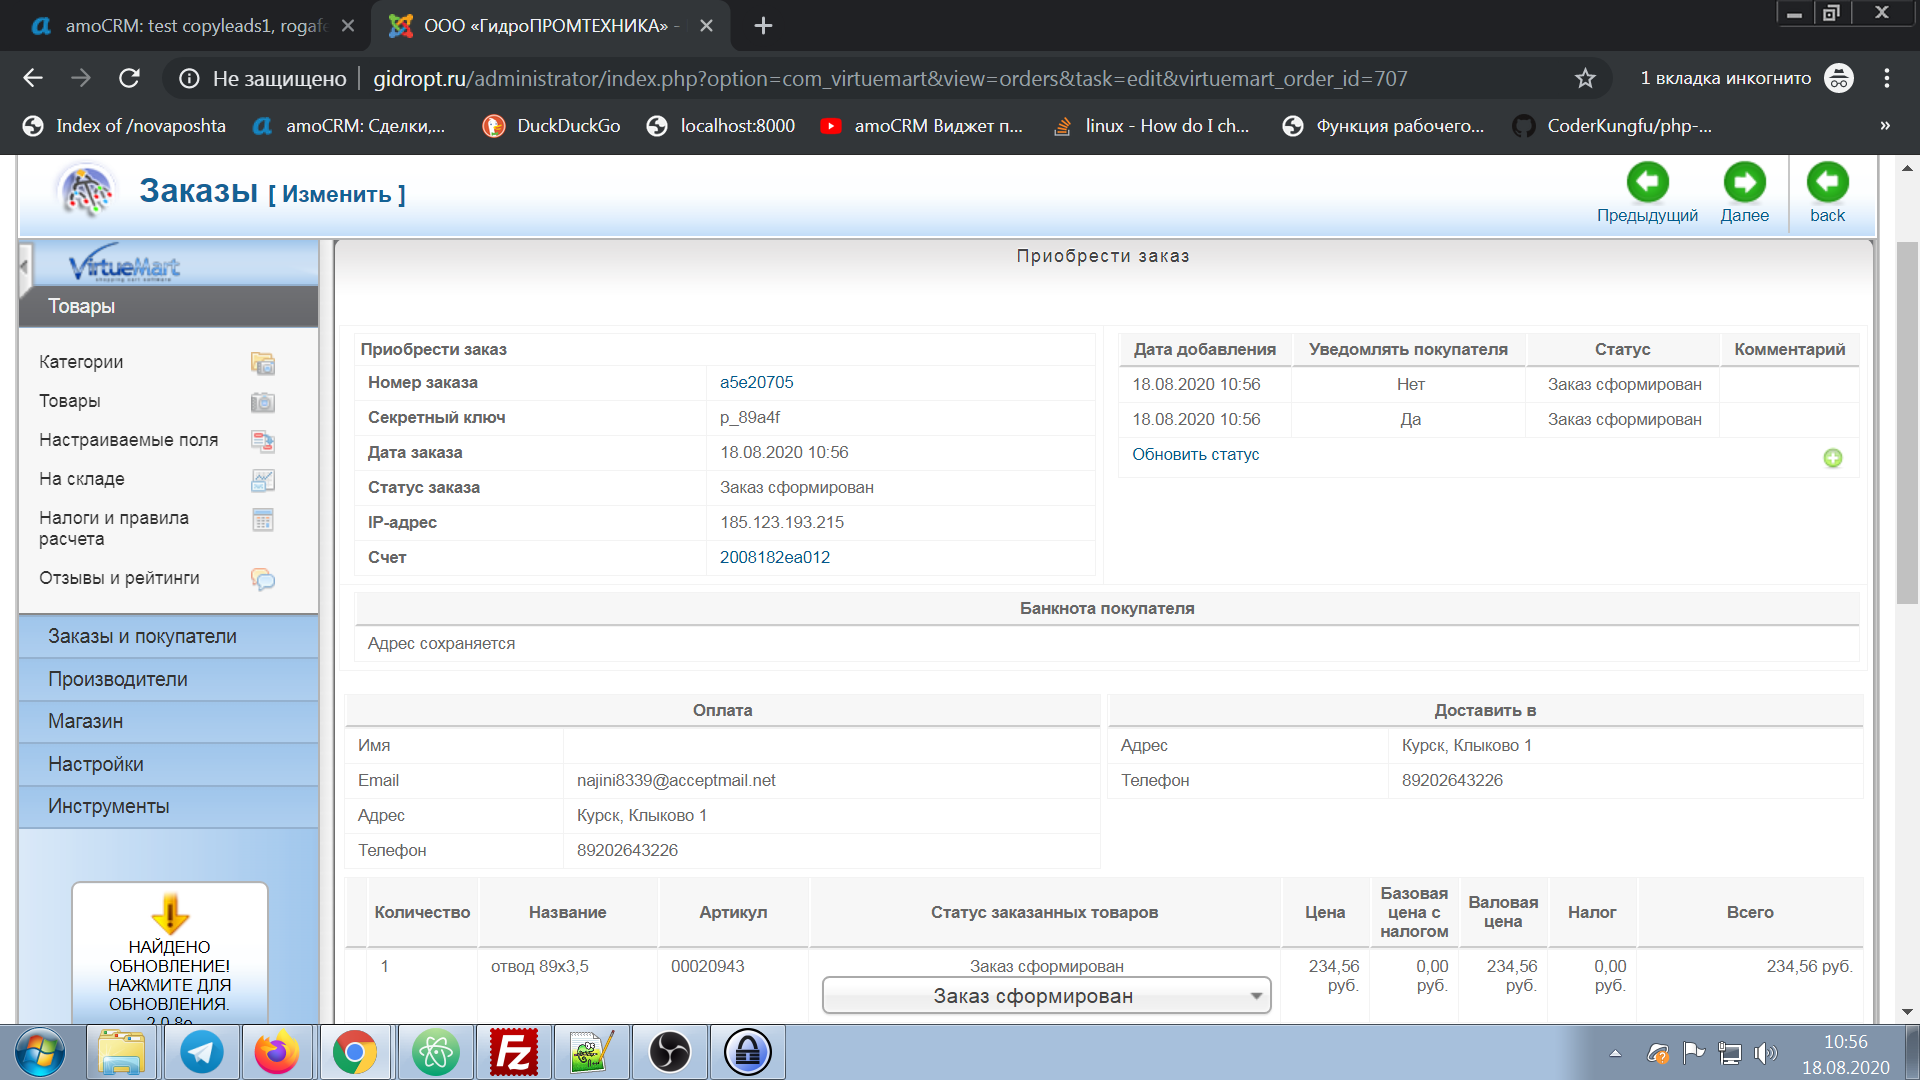 amoCRM: test copyleads1, rogafe
ООО «ГидроПРОМТЕХНИКА» -
Не защищено
gidropt.ru/administrator/index.php?option=com_virtuemart&view=orders&task=edit&virtuemart_order_id=707
1 вкладка инкогнито
Index of /novaposhta
amoCRM: Сделки,...
DuckDuckGo
localhost:8000
amoCRM Виджет п...
linux - How do I ch...
Функция рабочего...
CoderKungfu/php-...
»
Заказы [ Изменить ]
Предыдущий
Далее
back
VirtueMart
Товары
Категории
Товары
Настраиваемые поля
На складе
Налоги и правила
расчета
Отзывы и рейтинги
Заказы и покупатели
Производители
Магазин
Настройки
Инструменты
НАЙДЕНО
ОБНОВЛЕНИЕ!
НАЖМИТЕ ДЛЯ
ОБНОВЛЕНИЯ.
Приобрести заказ
Приобрести заказ
Номер заказа a5e20705
Секретный ключ p_89a4f
Дата заказа 18.08.2020 10:56
Статус заказа Заказ сформирован
IP-адрес 185.123.193.215
Счет 2008182ea012
Дата добавления Уведомлять покупателя Статус Комментарий
18.08.2020 10:56 Нет Заказ сформирован
18.08.2020 10:56 Да Заказ сформирован
Обновить статус
Банкнота покупателя
Адрес сохраняется
Оплата
Имя
Email najini8339@acceptmail.net
Адрес Курск, Клыково 1
Телефон 89202643226
Доставить в
Адрес Курск, Клыково 1
Телефон 89202643226
Количество Название Артикул Статус заказанных товаров Цена Базовая цена с налогом Валовая цена Налог Всего
1 отвод 89х3,5 00020943 Заказ сформирован 234,56 руб. 0,00 руб. 234,56 руб. 0,00 руб. 234,56 руб.
Заказ сформирован
10:56
18.08.2020